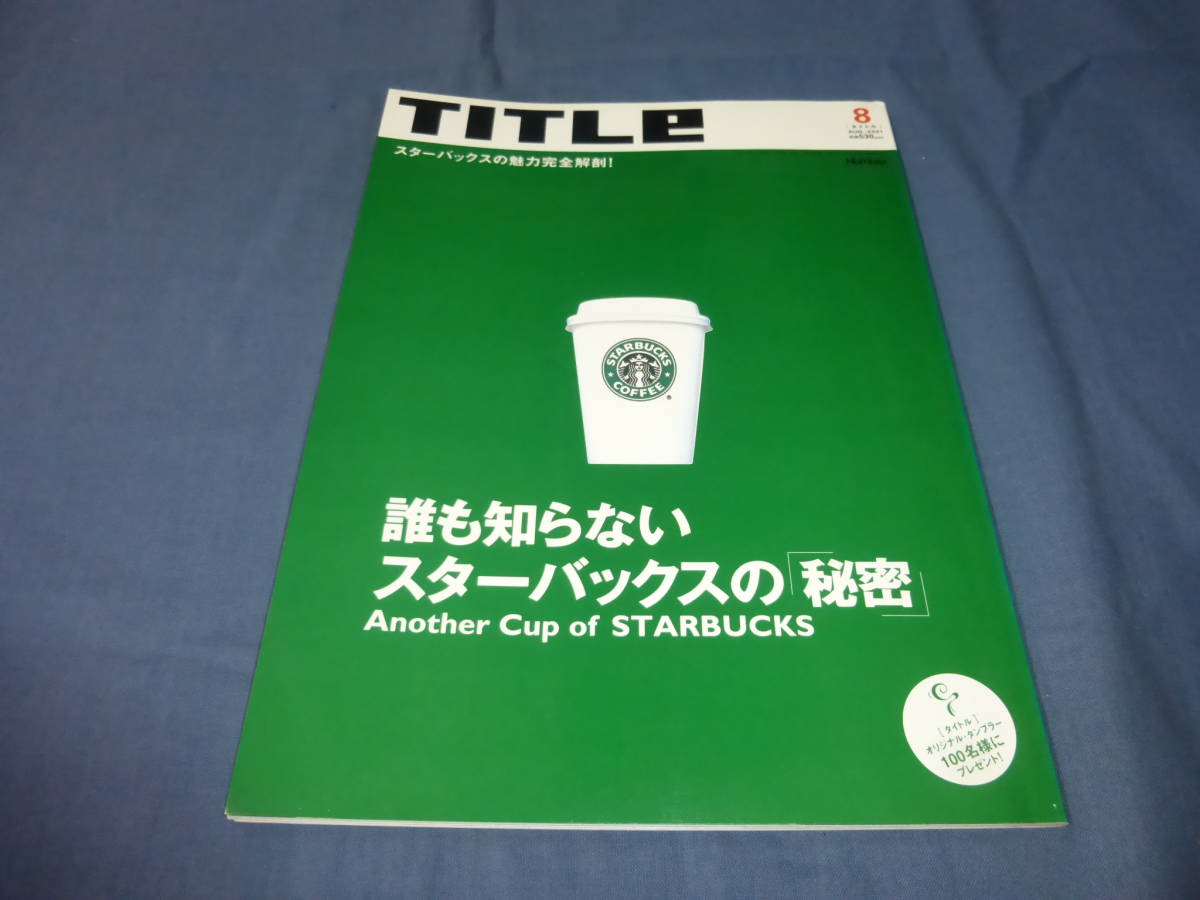 TITLe
8
スターバックスの魅力完全解剖!
STARBUCKS
COFFEE
®
誰も知らない
スターバックスの「秘密」
Another Cup of STARBUCKS
[タイトル]
オリジナル・タンブラー
100名様に
プレゼント!